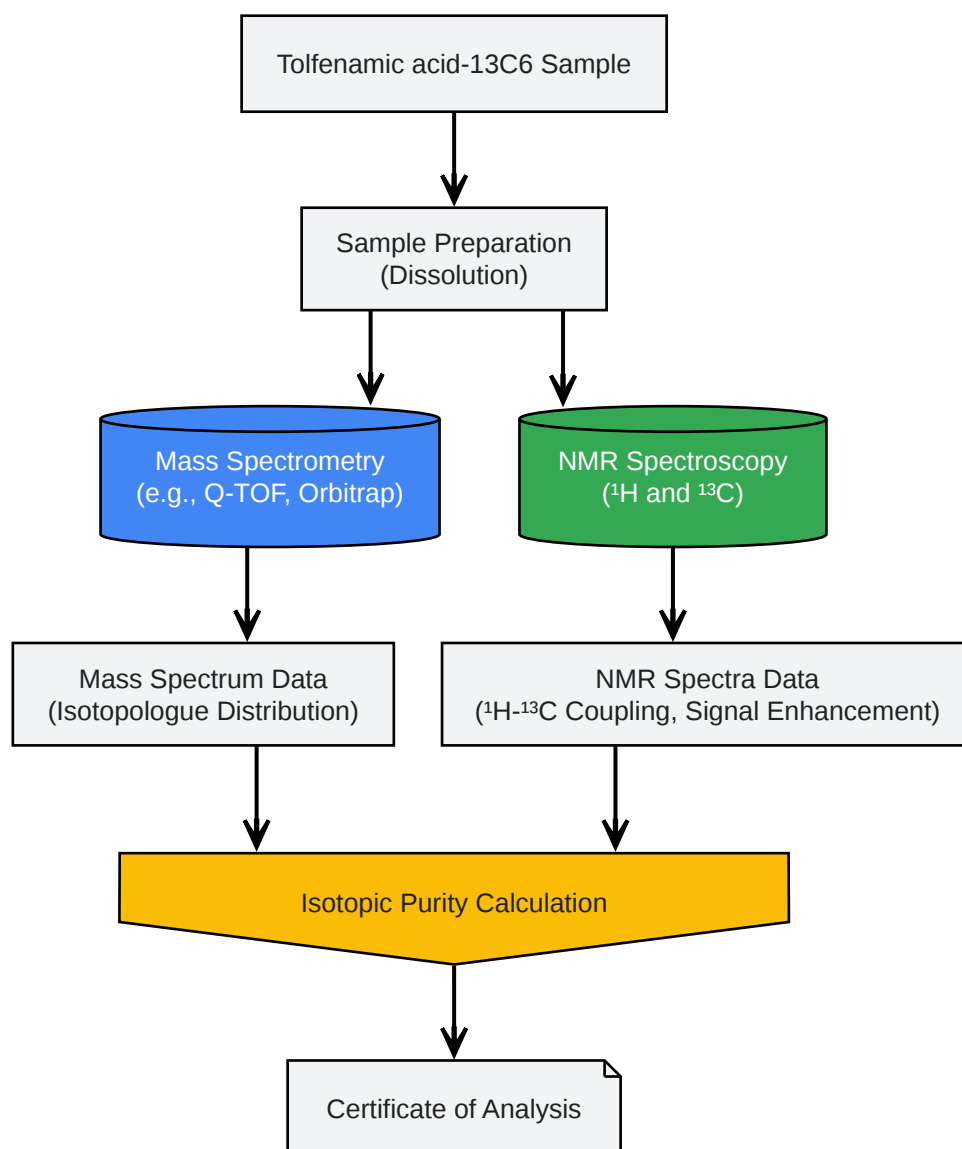 Tolfenamic acid-13C6 Sample
Sample Preparation
(Dissolution)
Mass Spectrometry
(e.g., Q-TOF, Orbitrap)
NMR Spectroscopy
(¹H and ¹³C)
Mass Spectrum Data
(Isotopologue Distribution)
NMR Spectra Data
(¹H-¹³C Coupling, Signal Enhancement)
Isotopic Purity Calculation
Certificate of Analysis